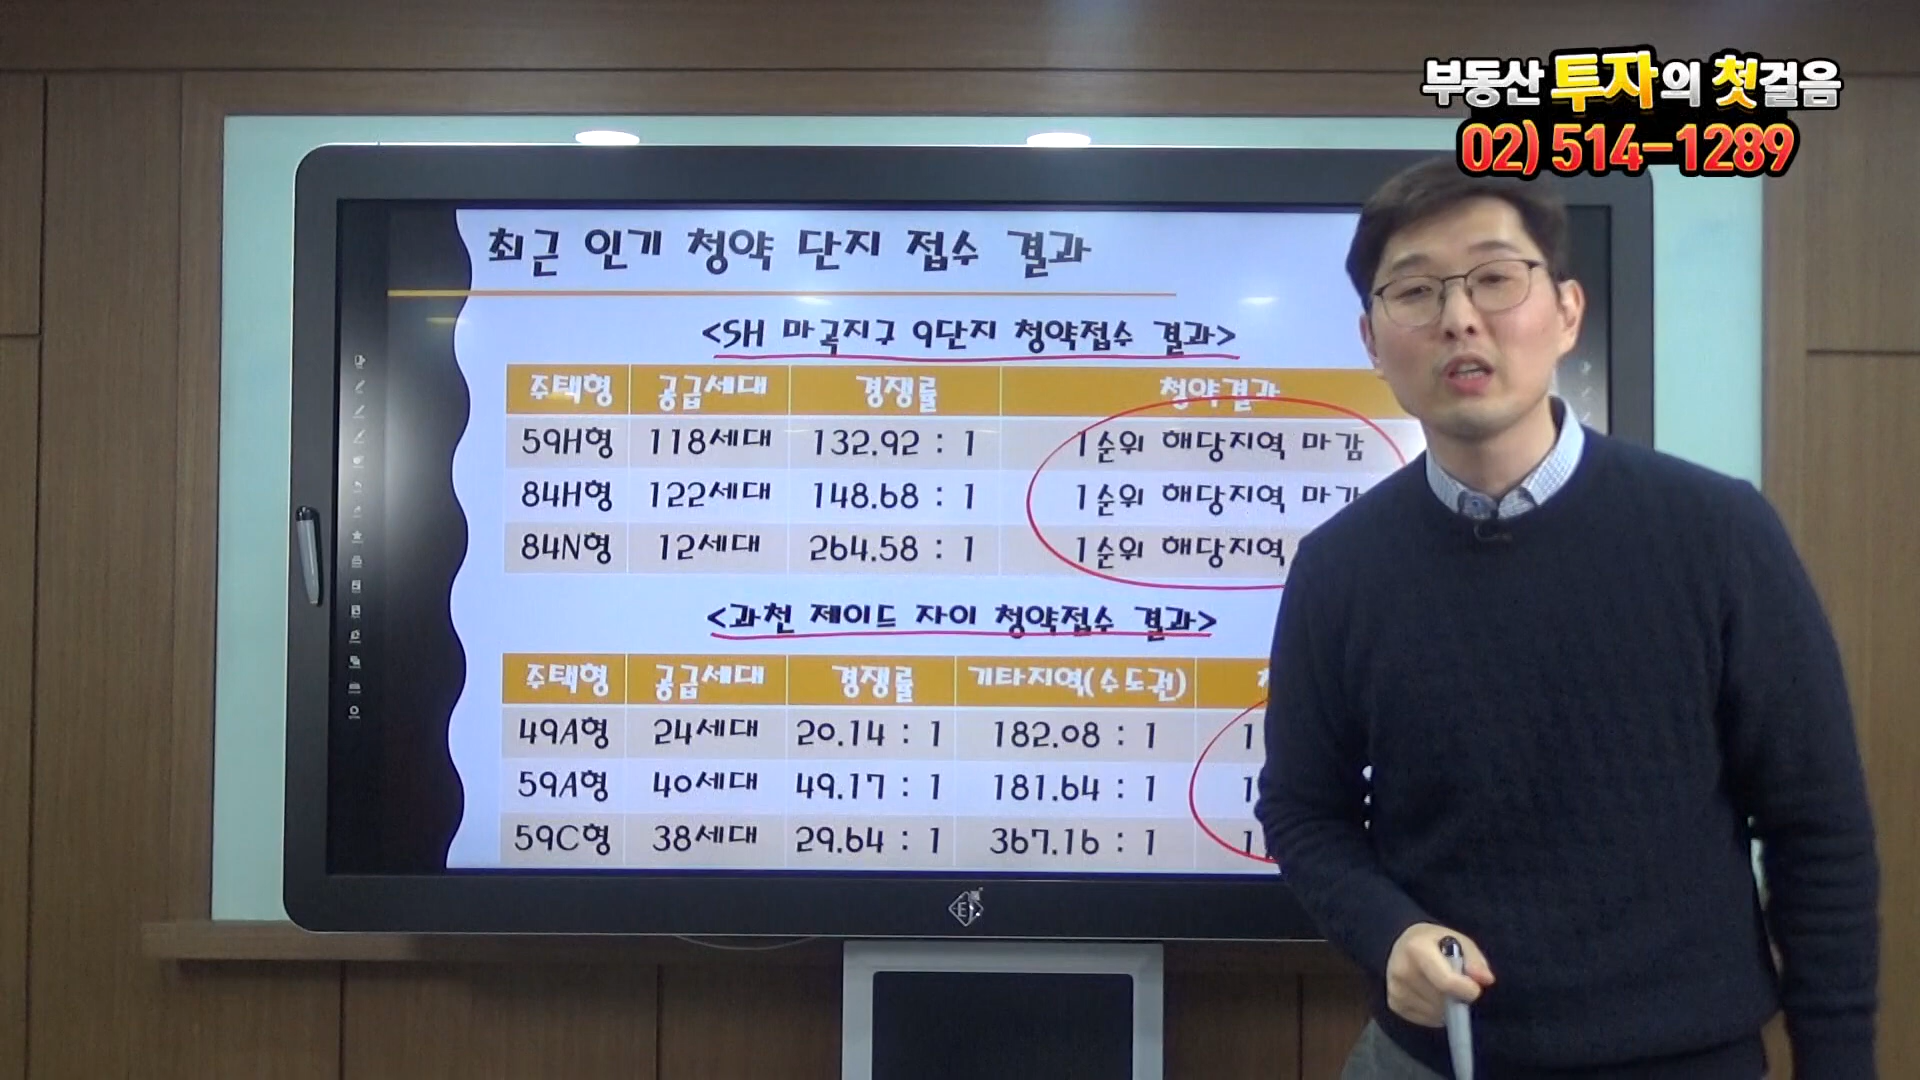 부동산 투자의 첫걸음
02) 514-1289
최근 인기 청약 단지 접수 결과
<SH 마곡지구 9단지 청약접수 결과>
주택형 공급세대 경쟁률 청약결과
59H형 118세대 132.92 : 1 1순위 해당지역 마감
84H형 122세대 148.68 : 1 1순위 해당지역 마감
84N형 12세대 264.58 : 1 1순위 해당지역
<과천 제이드 자이 청약접수 결과>
주택형 공급세대 경쟁률 기타지역(수도권)
49A형 24세대 20.14 : 1 182.08 : 1 1
59A형 40세대 49.17 : 1 181.64 : 1 1
59C형 38세대 29.64 : 1 367.16 : 1 1